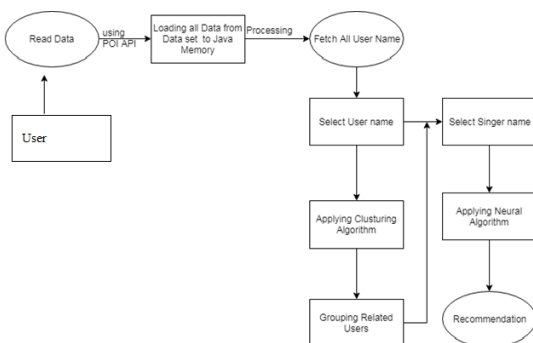 Read Data
using
POI API
Loading all Data from
Data set to Java
Memory
Processing
Fetch All User Name
User
Select User name
Select Singer name
Applying Clusturing
Algorithm
Applying Neural
Algorithm
Grouping Related
Users
Recommendation